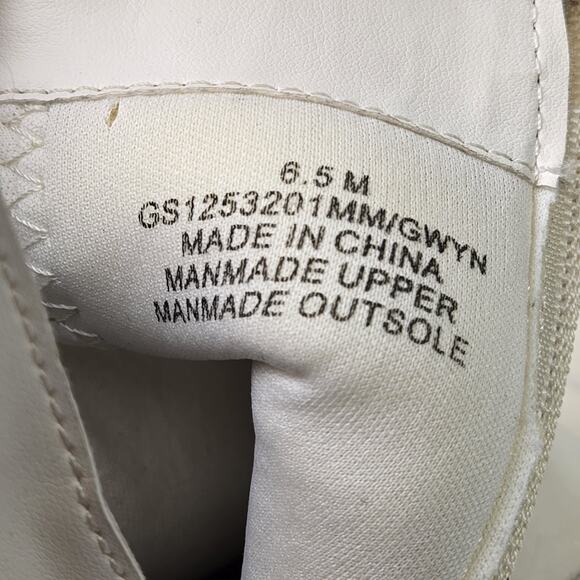 6.5 M
GS1253201MM/GWYN
MADE IN CHINA
MANMADE UPPER
MANMADE OUTSOLE